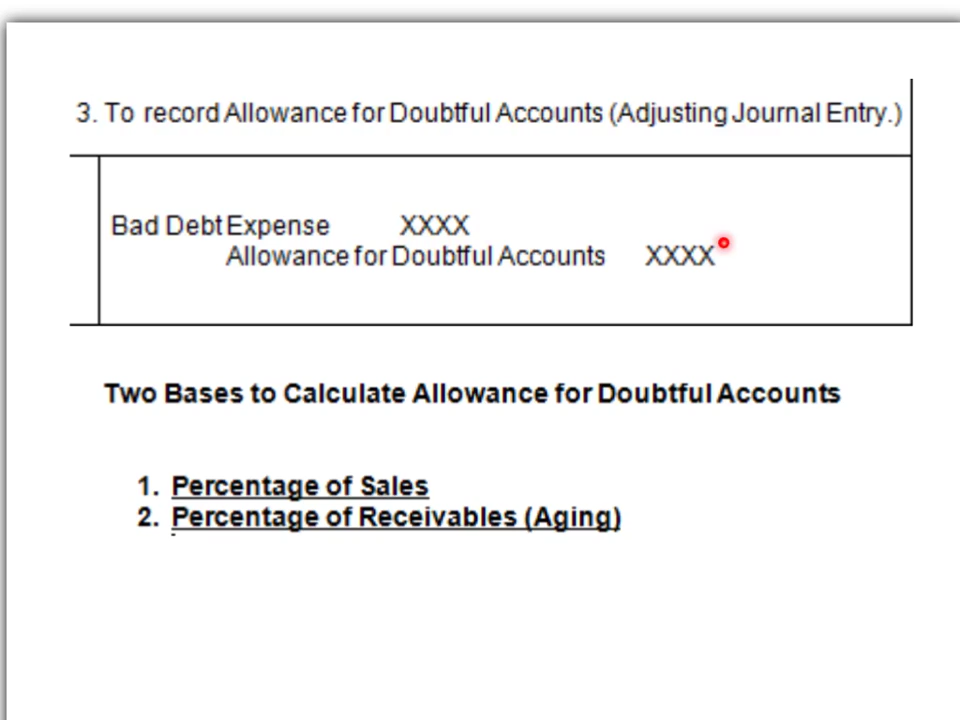 3. To record Allowance for Doubtful Accounts (Adjusting Journal Entry.)
Bad Debt Expense XXXX
Allowance for Doubtful Accounts XXXX
Two Bases to Calculate Allowance for Doubtful Accounts
1. Percentage of Sales
2. Percentage of Receivables (Aging)